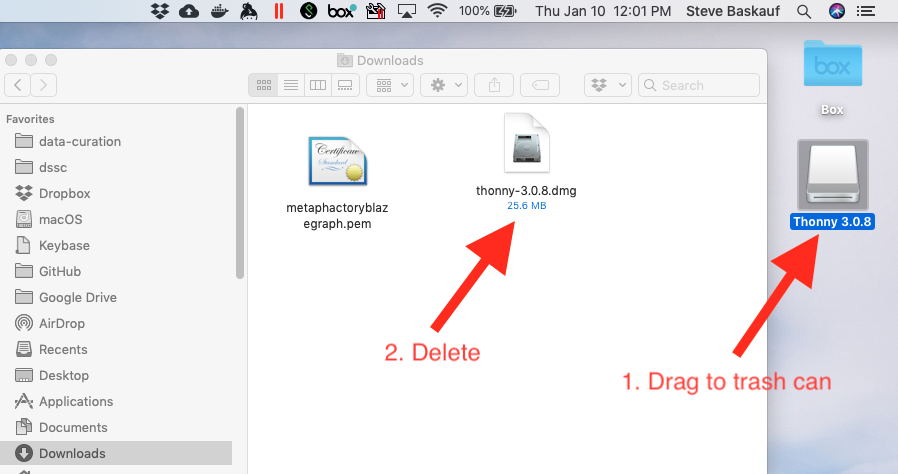 box
100%
Thu Jan 10 12:01 PM
Steve Baskauf
Downloads
Search
Favorites
data-curation
dssc
Dropbox
macOS
Keybase
GitHub
Google Drive
AirDrop
Recents
Desktop
Applications
Documents
Downloads
Certificate
Standard
metaphactoryblaz
egraph.pem
thonny-3.0.8.dmg
25.6 MB
2. Delete
box
Box
Thonny 3.0.8
1. Drag to trash can